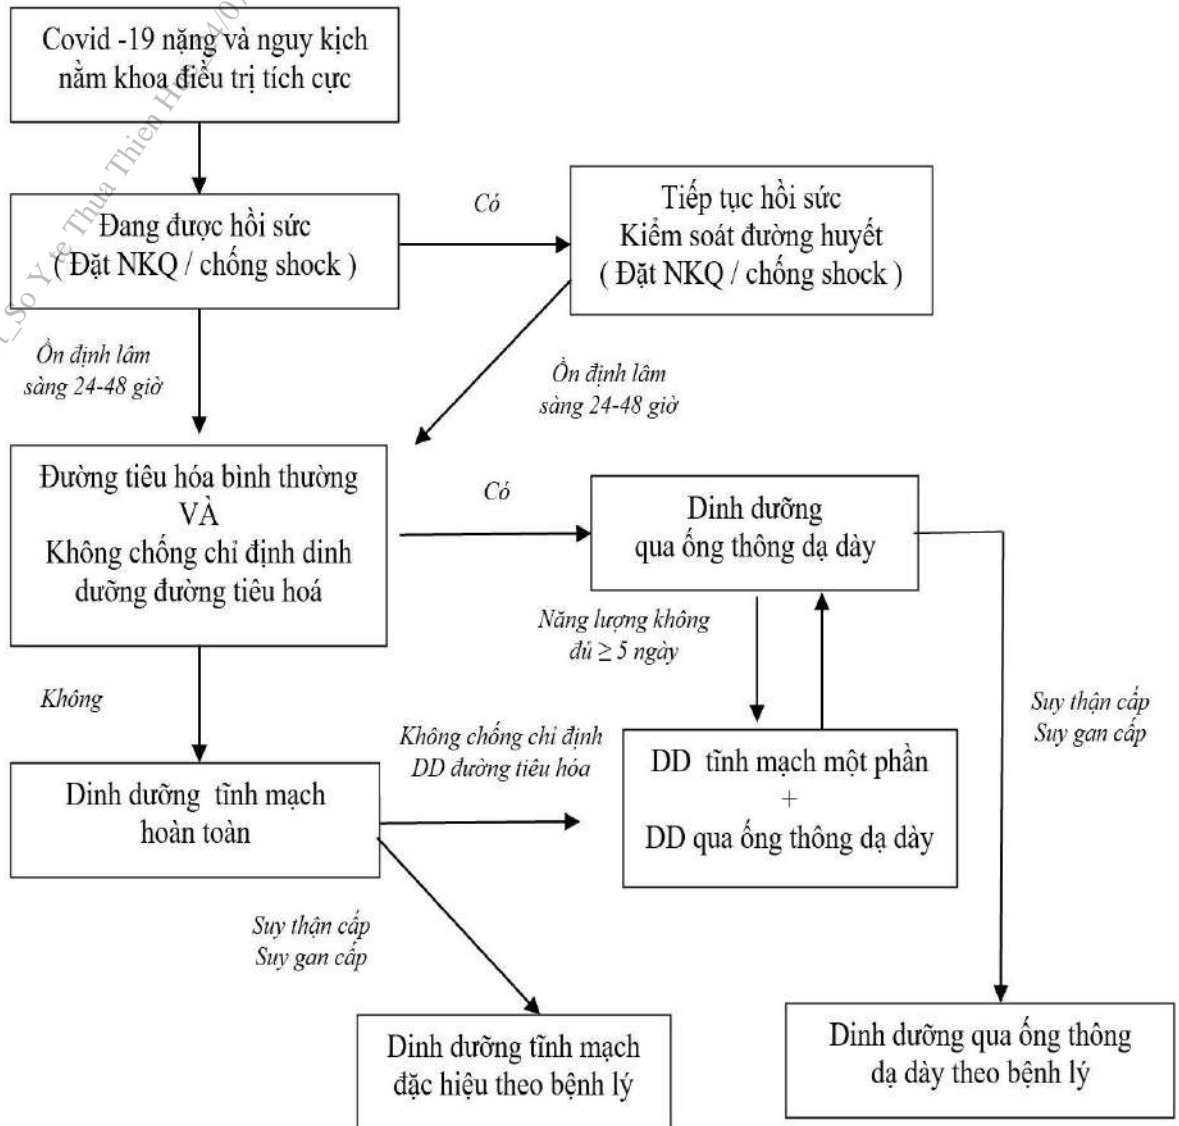 Covid -19 nặng và nguy kịch
nằm khoa điều trị tích cực
Đang được hồi sức
( Đặt NKQ / chống shock )
Có
Tiếp tục hồi sức
Kiểm soát đường huyết
( Đặt NKQ / chống shock )
Ổn định lâm
sàng 24-48 giờ
Ổn định lâm
sàng 24-48 giờ
Đường tiêu hóa bình thường
VÀ
Không chống chỉ định dinh
dưỡng đường tiêu hoá
Có
Dinh dưỡng
qua ống thông dạ dày
Năng lượng không
đủ ≥ 5 ngày
Không
Không chống chỉ định
DD đường tiêu hóa
Suy thận cấp
Suy gan cấp
Dinh dưỡng tĩnh mạch
hoàn toàn
DD tĩnh mạch một phần
+
DD qua ống thông dạ dày
Suy thận cấp
Suy gan cấp
Dinh dưỡng tĩnh mạch
đặc hiệu theo bệnh lý
Dinh dưỡng qua ống thông
dạ dày theo bệnh lý
So Y te Thua Thien